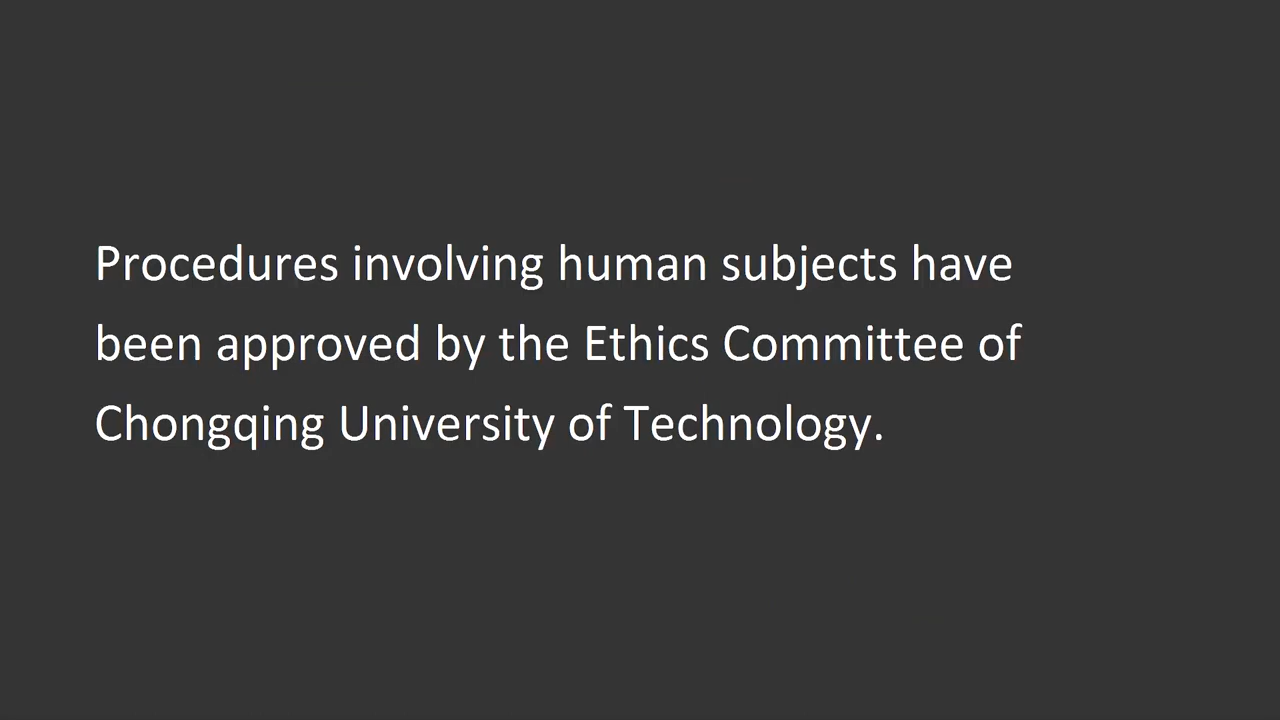 Procedures involving human subjects have
been approved by the Ethics Committee of
Chongqing University of Technology.